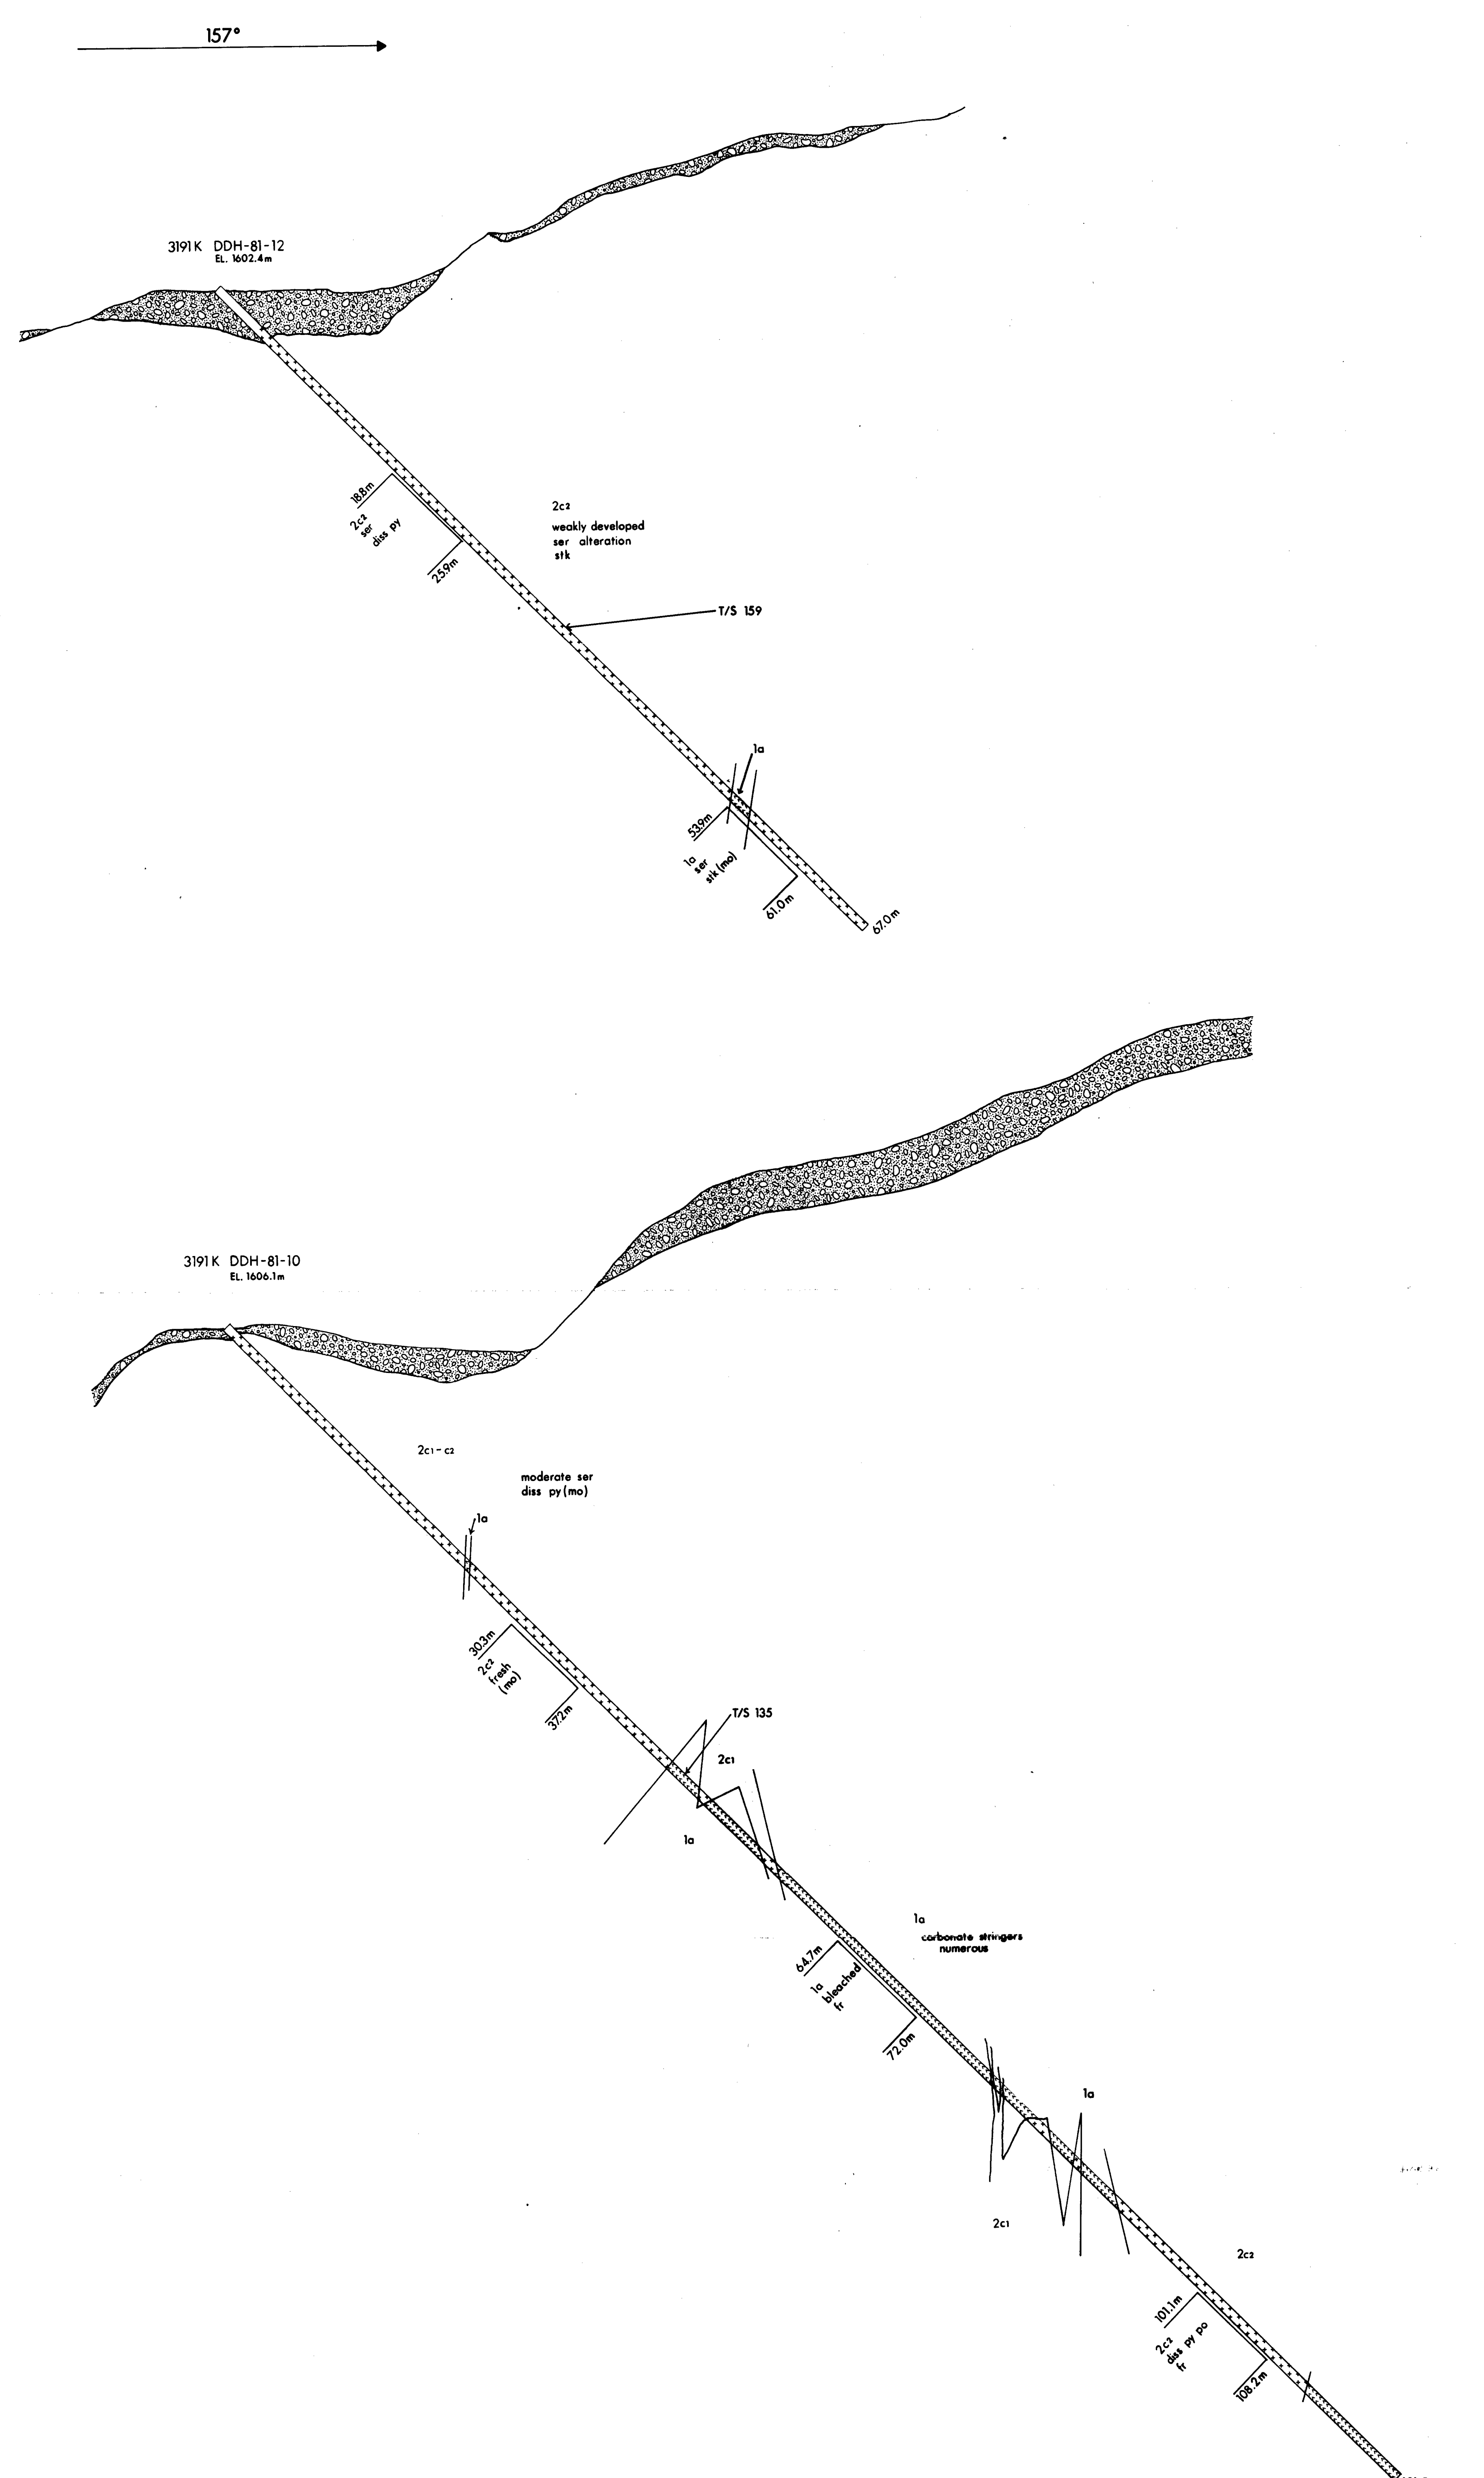 157°
3191K DDH-81-12
EL. 1602.4m
18.8m
2c2
ser
diss py
25.9m
2c2
weakly developed
ser alteration
stk
T/S 159
1a
53.9m
1a
ser
stk (mo)
61.0m
67.0m
3191K DDH-81-10
EL. 1606.1m
2c1-c2
moderate ser
diss py (mo)
1a
30.3m
2c2
fresh
(mo)
37.2m
T/S 135
2c1
1a
1a
carbonate stringers
numerous
64.7m
1a
bleached
fr
72.0m
1a
2c1
2c2
101.1m
2c2
diss py po
fr
108.2m